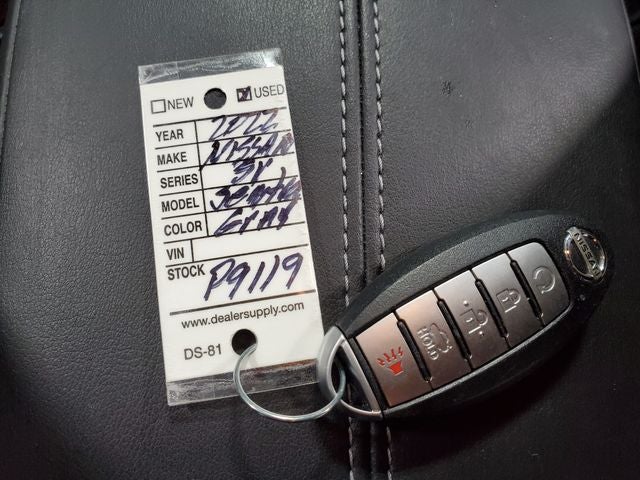 NEW USED
YEAR 2022
MAKE NISSAN
SERIES SV
MODEL Sentra
COLOR GRAY
VIN
STOCK P9119
www.dealersupply.com
DS-81
NISSAN
HOLD